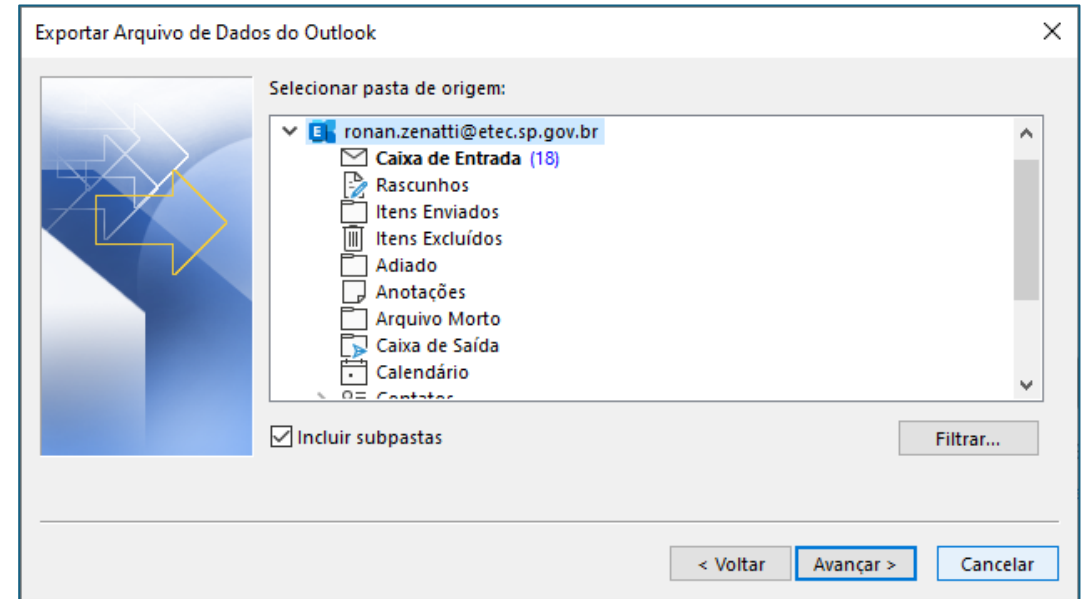 Exportar Arquivo de Dados do Outlook
Selecionar pasta de origem:
E ronan.zenatti@etec.sp.gov.br
Caixa de Entrada (18)
Rascunhos
Itens Enviados
Itens Excluídos
Adiado
Anotações
Arquivo Morto
Caixa de Saída
Calendário
Contatos
Incluir subpastas
Filtrar...
< Voltar
Avançar >
Cancelar